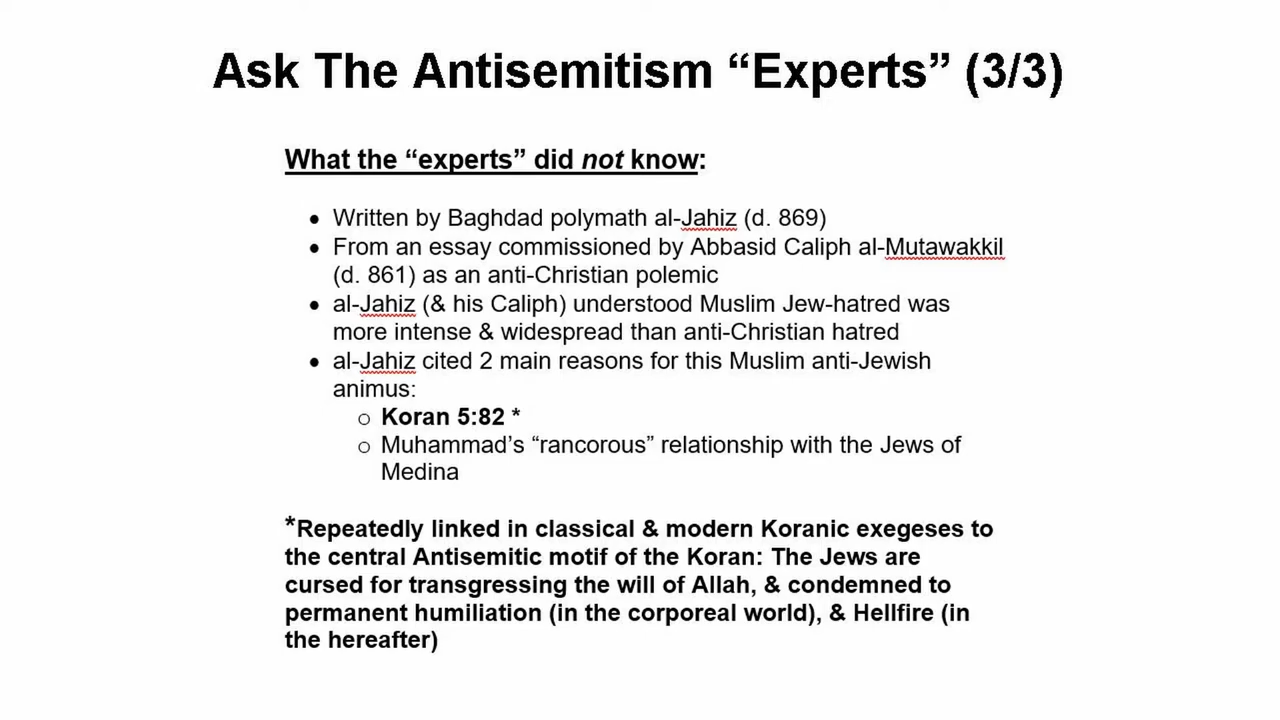 Ask The Antisemitism “Experts” (3/3)
What the “experts” did not know:
• Written by Baghdad polymath al-Jahiz (d. 869)
• From an essay commissioned by Abbasid Caliph al-Mutawakkil
(d. 861) as an anti-Christian polemic
• al-Jahiz (& his Caliph) understood Muslim Jew-hatred was
more intense & widespread than anti-Christian hatred
• al-Jahiz cited 2 main reasons for this Muslim anti-Jewish
animus:
o Koran 5:82 *
o Muhammad’s “rancorous” relationship with the Jews of
Medina
*Repeatedly linked in classical & modern Koranic exegeses to
the central Antisemitic motif of the Koran: The Jews are
cursed for transgressing the will of Allah, & condemned to
permanent humiliation (in the corporeal world), & Hellfire (in
the hereafter)